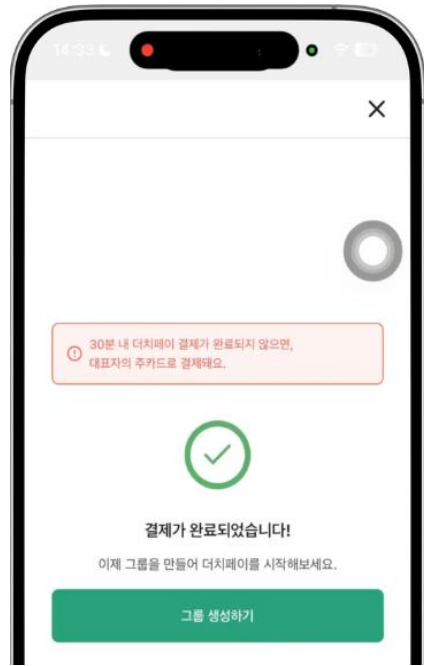 14:33
30분 내 더치페이 결제가 완료되지 않으면,
대표자의 주카드로 결제돼요.
결제가 완료되었습니다!
이제 그룹을 만들어 더치페이를 시작해보세요.
그룹 생성하기